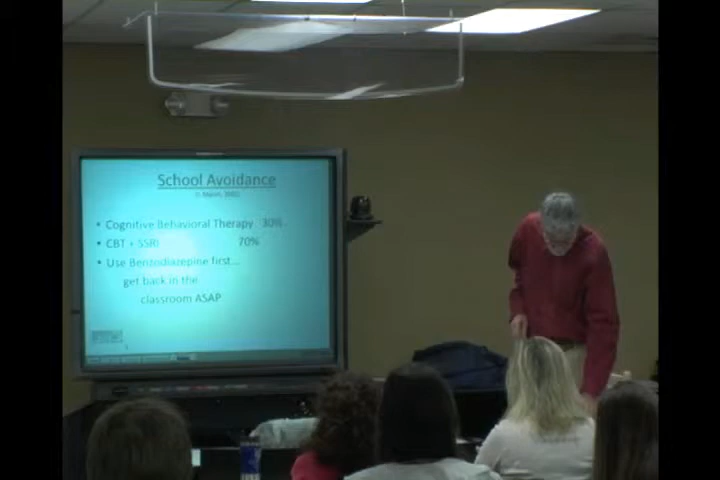 School Avoidance
• Cognitive Behavioral Therapy 30%
• CBT + SSRI 70%
• Use Benzodiazepine first...
get back in the
classroom ASAP